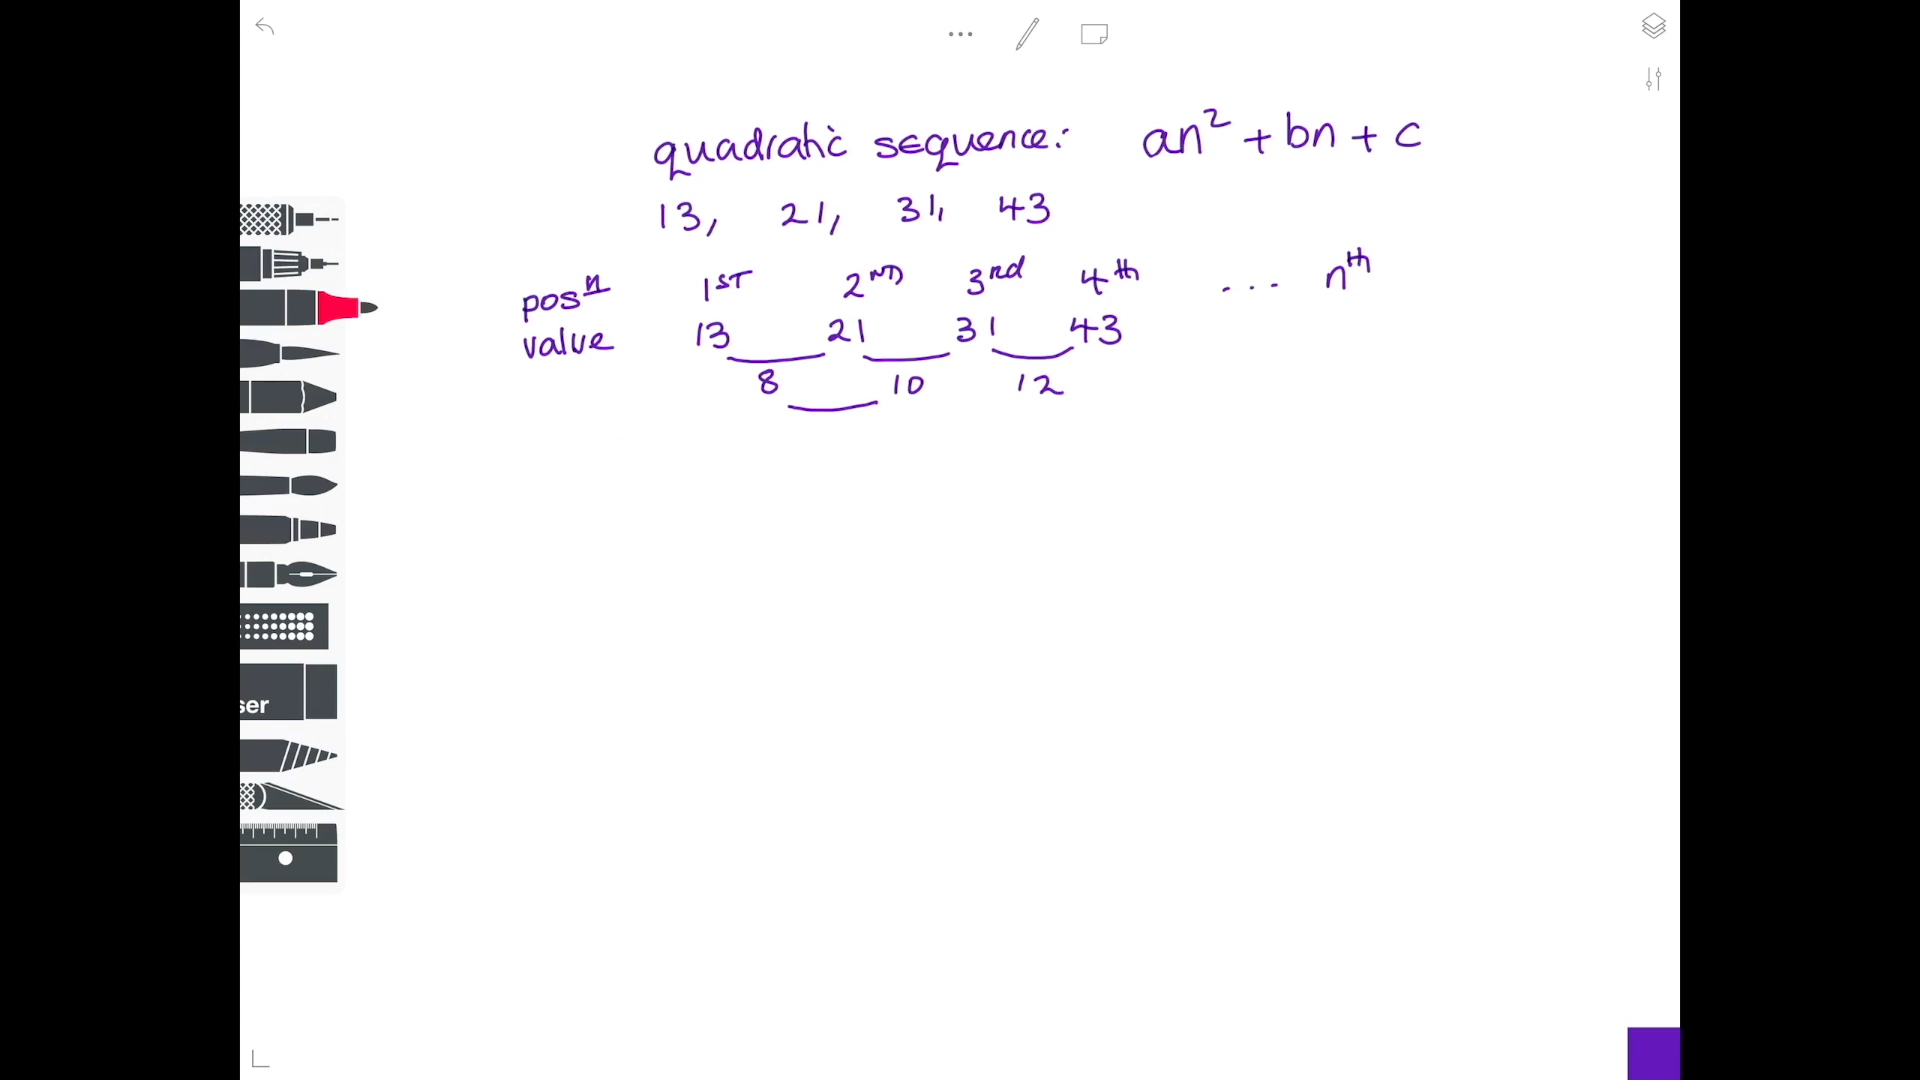 quadratic sequence: an² + bn + c
13, 21, 31, 43
posⁿ 1ST 2ND 3rd 4th ... nth
value 13 21 31 43
8 10 12
ser